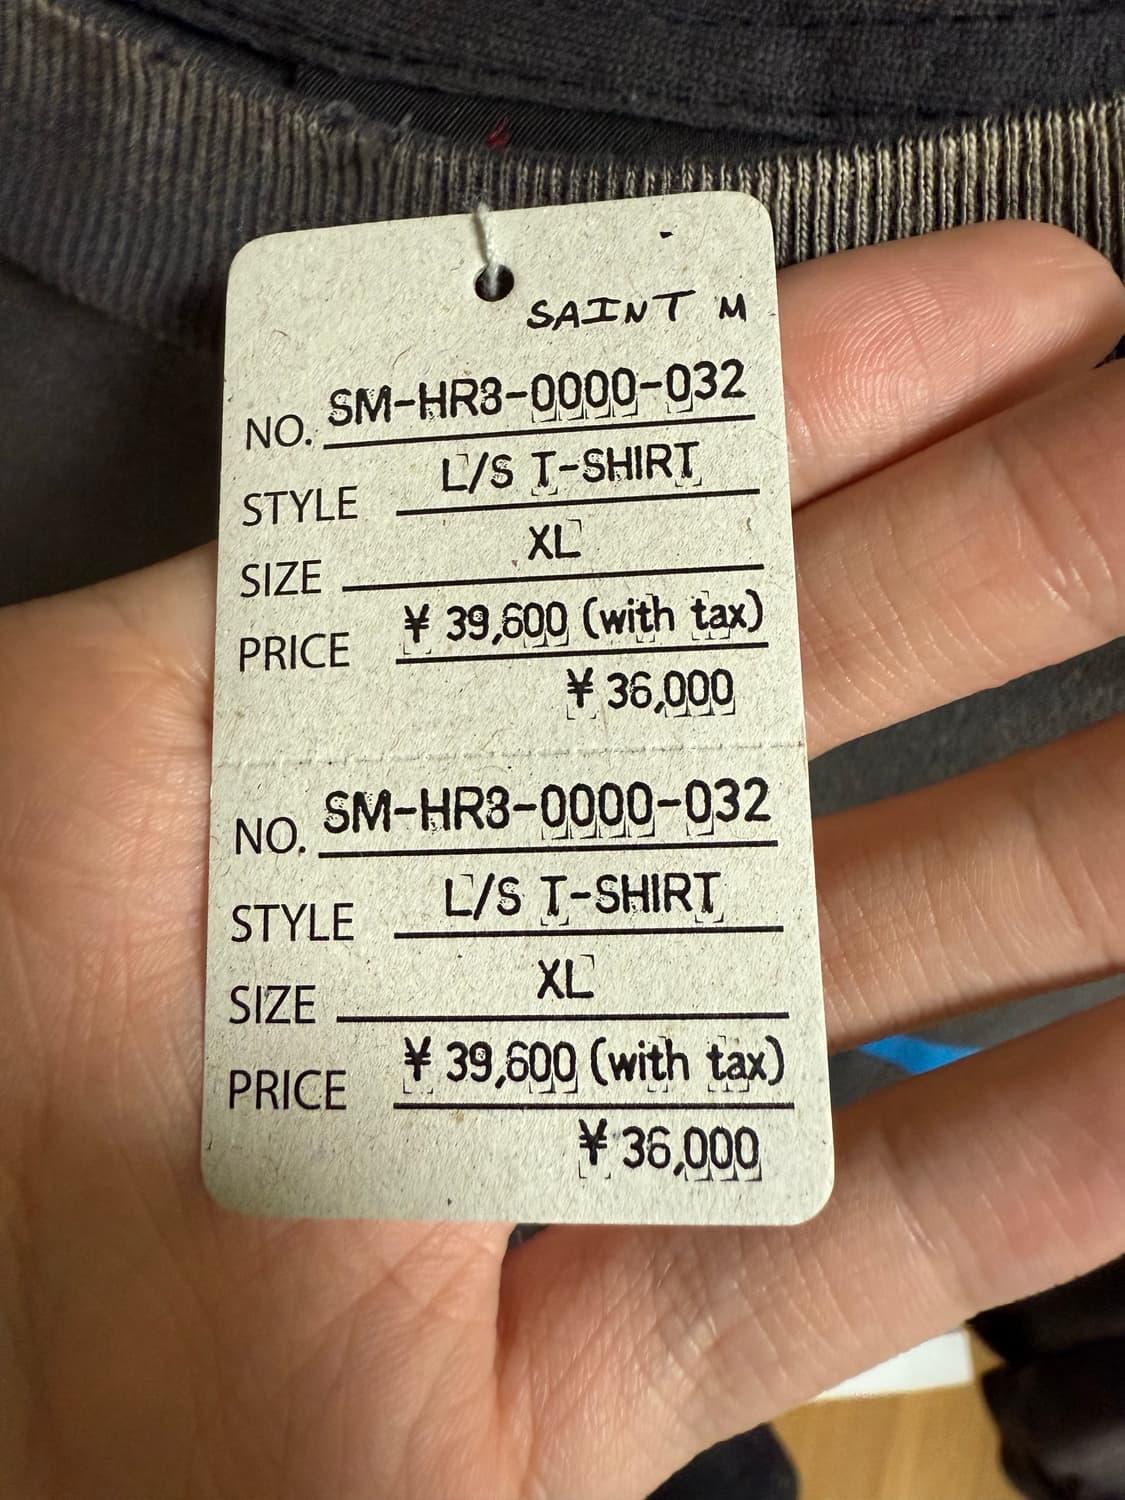 SAINT M
NO. SM-HR3-0000-032
STYLE L/S T-SHIRT
SIZE XL
PRICE ¥ 39,600 (with tax)
¥ 36,000
NO. SM-HR3-0000-032
STYLE L/S T-SHIRT
SIZE XL
PRICE ¥ 39,600 (with tax)
¥ 36,000